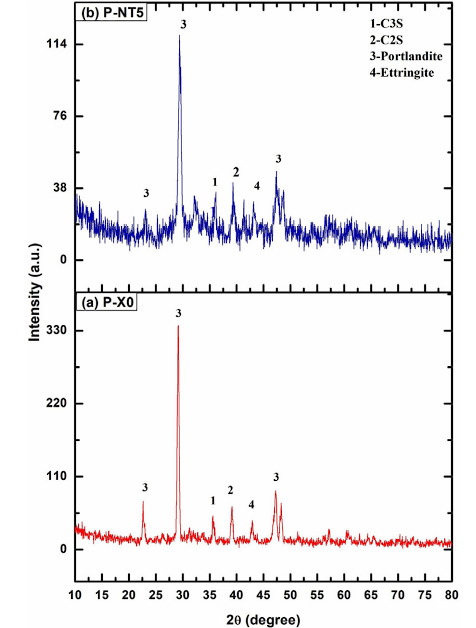 (b) P-NT5
3
1-C3S
2-C2S
3-Portlandite
4-Ettringite
114
76
38
0
3
1
2
4
3
Intensity (a.u.)
(a) P-X0
3
330
220
110
0
3
1
2
4
3
10 15 20 25 30 35 40 45 50 55 60 65 70 75 80
2θ (degree)